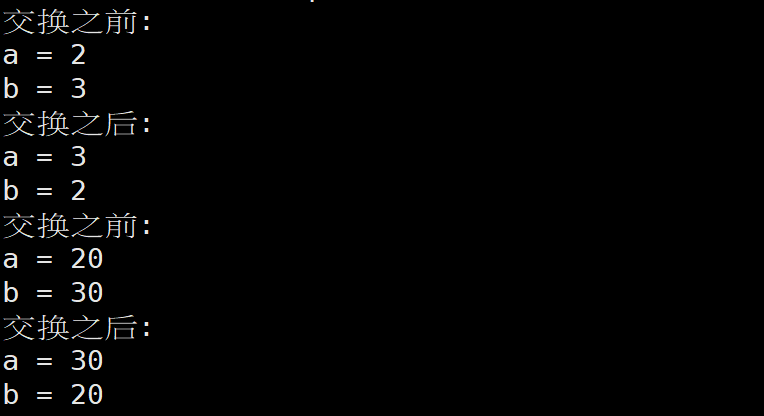 交换之前:
a = 2
b = 3
交换之后:
a = 3
b = 2
交换之前:
a = 20
b = 30
交换之后:
a = 30
b = 20